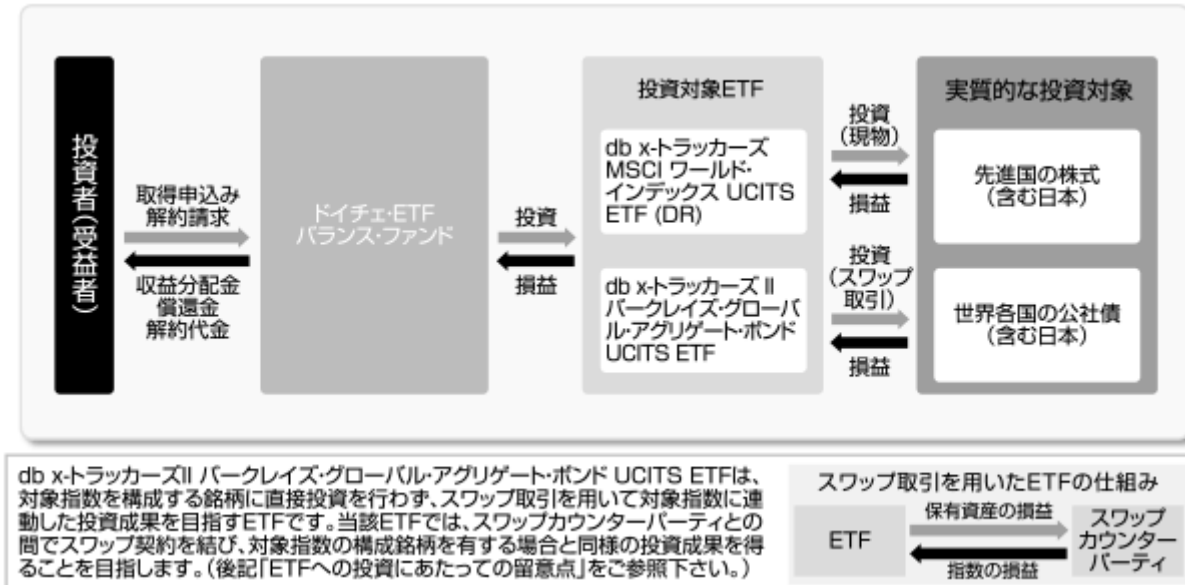 投資者(受益者)
取得申込み
解約請求
収益分配金
償還金
解約代金
ドイチェ・ETF
バランス・ファンド
投資
損益
投資対象ETF
db x-トラッカーズ
MSCI ワールド・
インデックス UCITS
ETF (DR)
db x-トラッカーズ II
バークレイズ・グローバ
ル・アグリゲート・ボンド
UCITS ETF
投資
(現物)
損益
投資
(スワップ
取引)
損益
実質的な投資対象
先進国の株式
(含む日本)
世界各国の公社債
(含む日本)
db x-トラッカーズII バークレイズ・グローバル・アグリゲート・ボンド UCITS ETFは、
対象指数を構成する銘柄に直接投資を行わず、スワップ取引を用いて対象指数に連
動した投資成果を目指すETFです。当該ETFでは、スワップカウンターパーティとの
間でスワップ契約を結び、対象指数の構成銘柄を有する場合と同様の投資成果を得
ることを目指します。(後記「ETFへの投資にあたっての留意点」をご参照下さい。)
スワップ取引を用いたETFの仕組み
ETF
保有資産の損益
指数の損益
スワップ
カウンター
パーティ